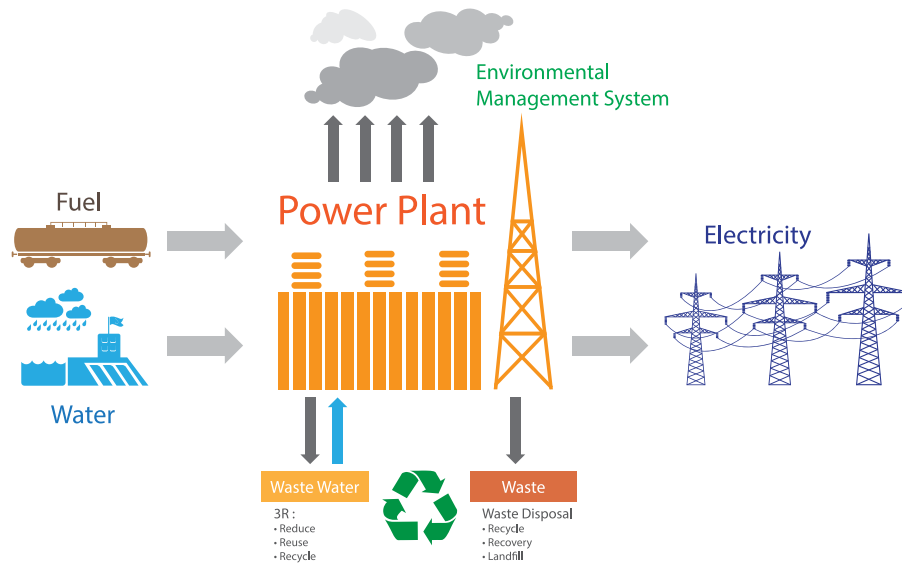 Environmental
Management System
Fuel
Power Plant
Electricity
Water
Waste Water
3R :
• Reduce
• Reuse
• Recycle
Waste
Waste Disposal
• Recycle
• Recovery
• Landfill